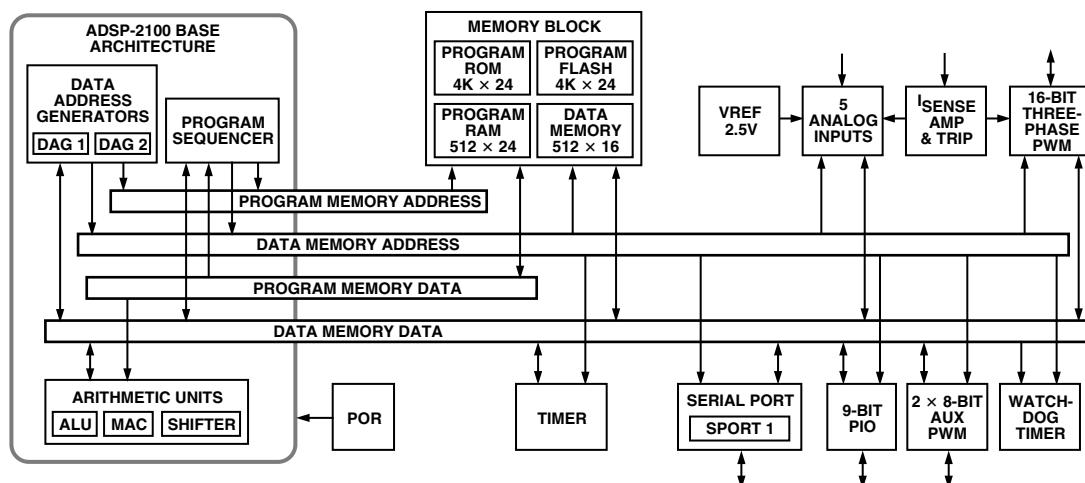 ADSP-2100 BASE
ARCHITECTURE
DATA
ADDRESS
GENERATORS
DAG 1
DAG 2
PROGRAM
SEQUENCER
MEMORY BLOCK
PROGRAM
ROM
4K × 24
PROGRAM
FLASH
4K × 24
PROGRAM
RAM
512 × 24
DATA
MEMORY
512 × 16
VREF
2.5V
5
ANALOG
INPUTS
ISENSE
AMP
& TRIP
16-BIT
THREE-
PHASE
PWM
PROGRAM MEMORY ADDRESS
DATA MEMORY ADDRESS
PROGRAM MEMORY DATA
DATA MEMORY DATA
ARITHMETIC UNITS
ALU
MAC
SHIFTER
POR
TIMER
SERIAL PORT
SPORT 1
9-BIT
PIO
2 × 8-BIT
AUX
PWM
WATCH-
DOG
TIMER